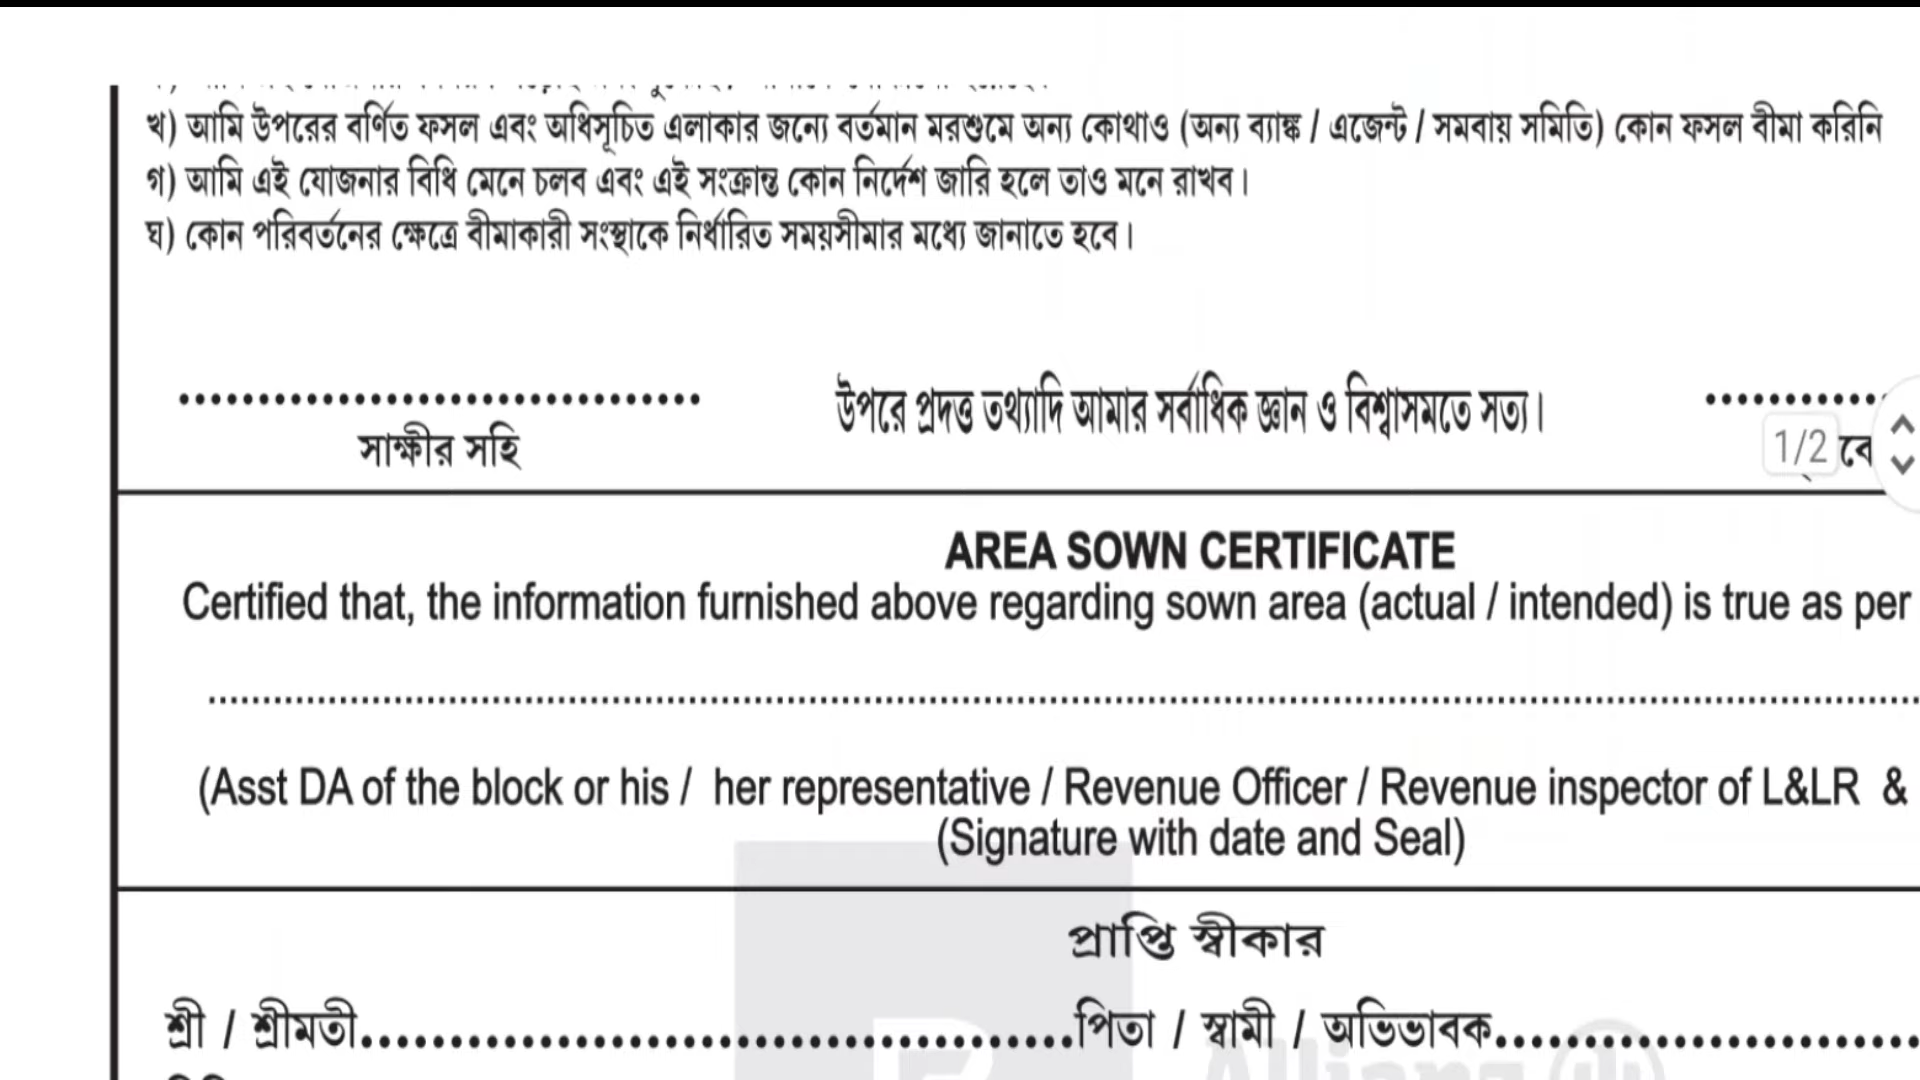 খ) আমি উপরের বর্ণিত ফসল এবং অধিসূচিত এলাকার জন্যে বর্তমান মরশুমে অন্য কোথাও (অন্য ব্যাঙ্ক / এজেন্ট / সমবায় সমিতি) কোন ফসল বীমা করিনি
গ) আমি এই যোজনার বিধি মেনে চলব এবং এই সংক্রান্ত কোন নির্দেশ জারি হলে তাও মনে রাখব।
ঘ) কোন পরিবর্তনের ক্ষেত্রে বীমাকারী সংস্থাকে নির্ধারিত সময়সীমার মধ্যে জানাতে হবে।
উপরে প্রদত্ত তথ্যাদি আমার সর্বাধিক জ্ঞান ও বিশ্বাসমতে সত্য।
সাক্ষীর সহি
1/2
AREA SOWN CERTIFICATE
Certified that, the information furnished above regarding sown area (actual / intended) is true as per
(Asst DA of the block or his / her representative / Revenue Officer / Revenue inspector of L&LR &
(Signature with date and Seal)
প্রাপ্তি স্বীকার
শ্রী / শ্রীমতী....................................পিতা / স্বামী / অভিভাবক......................
Allianz